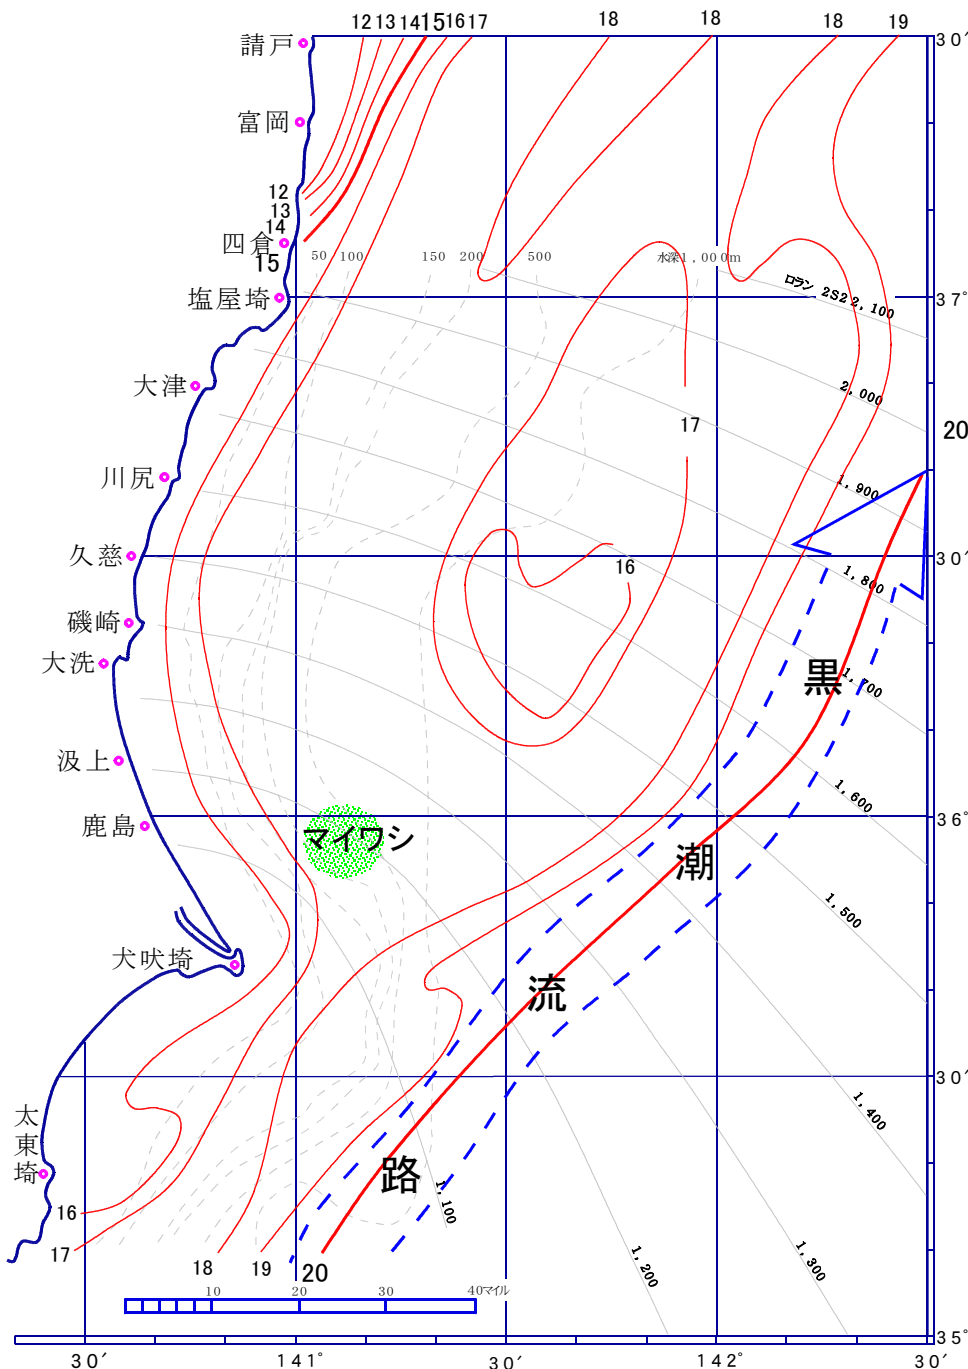 12 13 14 15 16 17 18 18 18 19
請戸
30′
富岡
12
13
14
四倉
15
50 100 150 200 500 水深1,000m
ロラン 2S2 2,100
塩屋埼
37°
大津
2,000
17
20
川尻
1,900
久慈
30′
16
1,800
磯崎
大洗
黒
1,700
汲上
1,600
鹿島
マイワシ
36°
潮
1,500
犬吠埼
流
30′
1,400
太東埼
路
1,100
16
17
18
19
20
1,200
1,300
10 20 30 40マイル
35°
30′ 141° 30′ 142° 30′